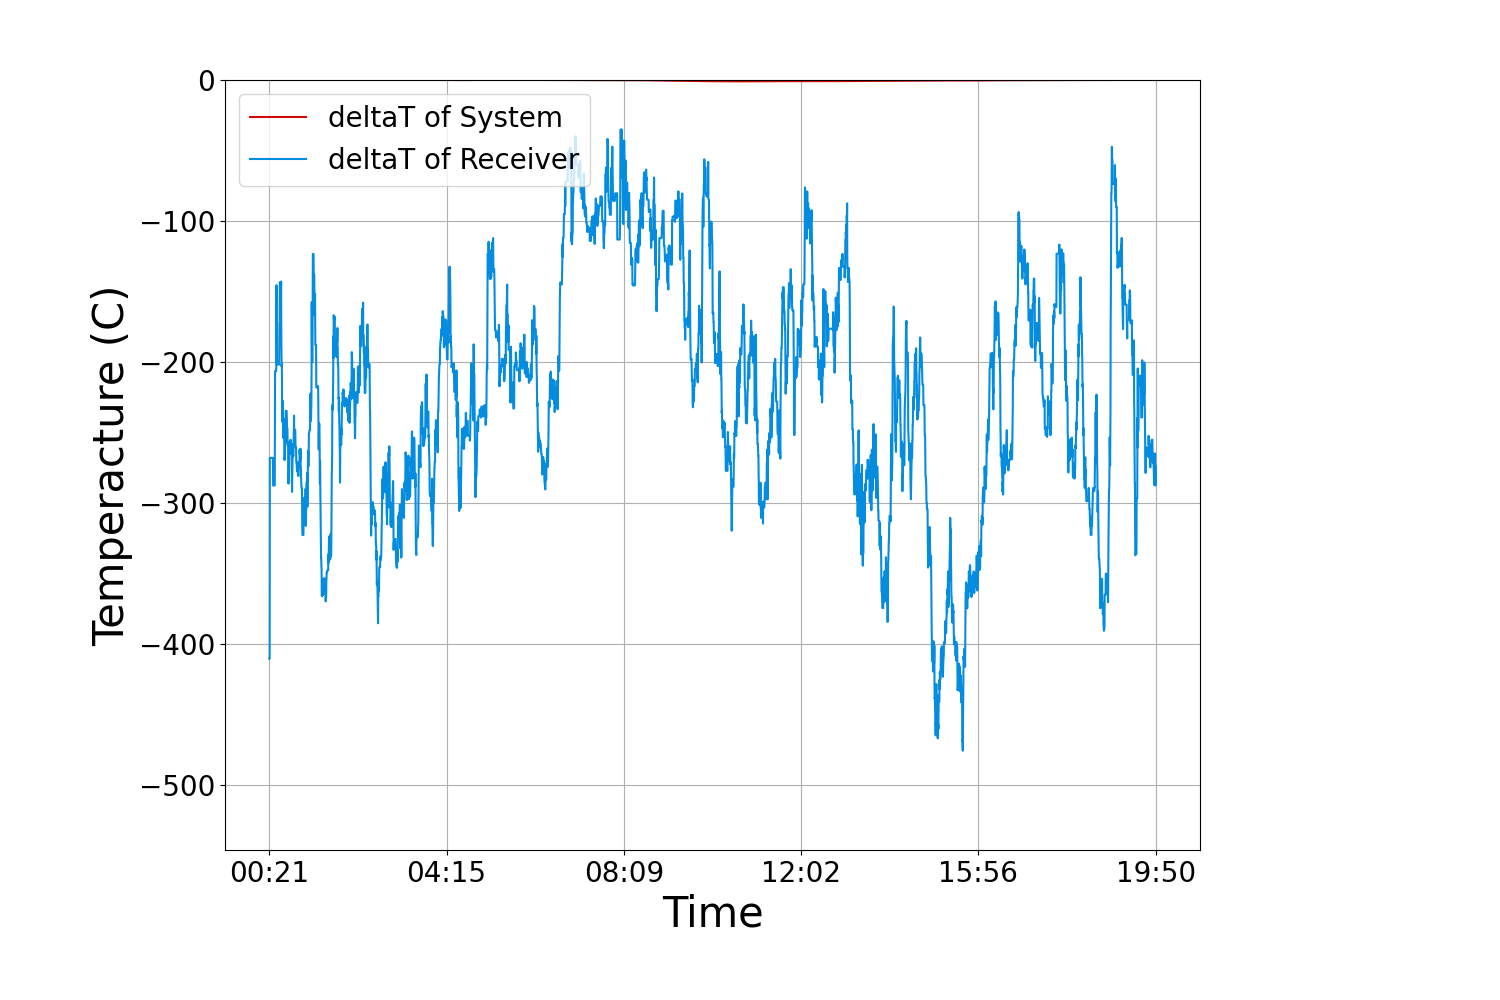 0
−100
−200
−300
−400
−500
Temperacture (C)
deltaT of System
deltaT of Receiver
00:21 04:15 08:09 12:02 15:56 19:50
Time